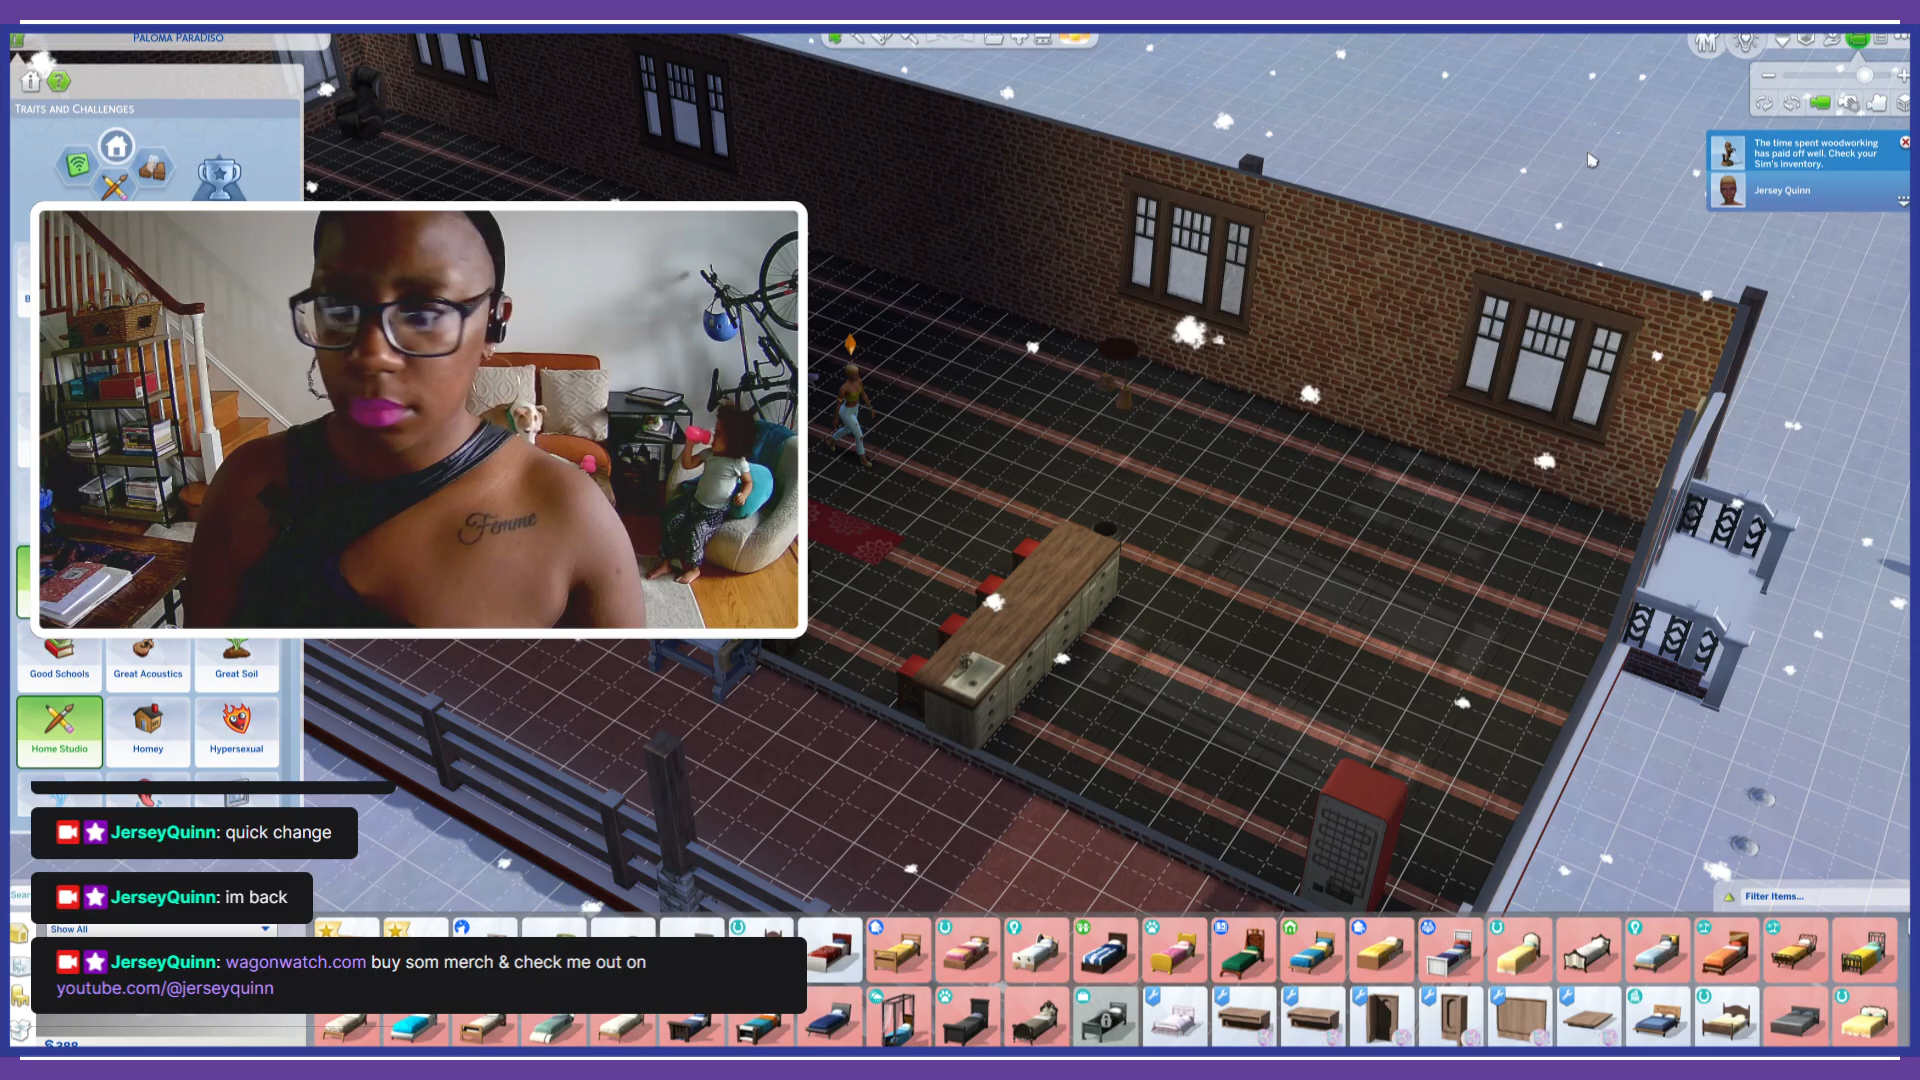 PALOMA PARADISO
TRAITS AND CHALLENGES
The time spent woodworking
has paid off well. Check your
Sim's inventory.
Jersey Quinn
Femme
Good Schools
Great Acoustics
Great Soil
Home Studio
Homey
Hypersexual
JerseyQuinn: quick change
JerseyQuinn: im back
Show All
JerseyQuinn: wagonwatch.com buy som merch & check me out on
youtube.com/@jerseyquinn
Filter Items...